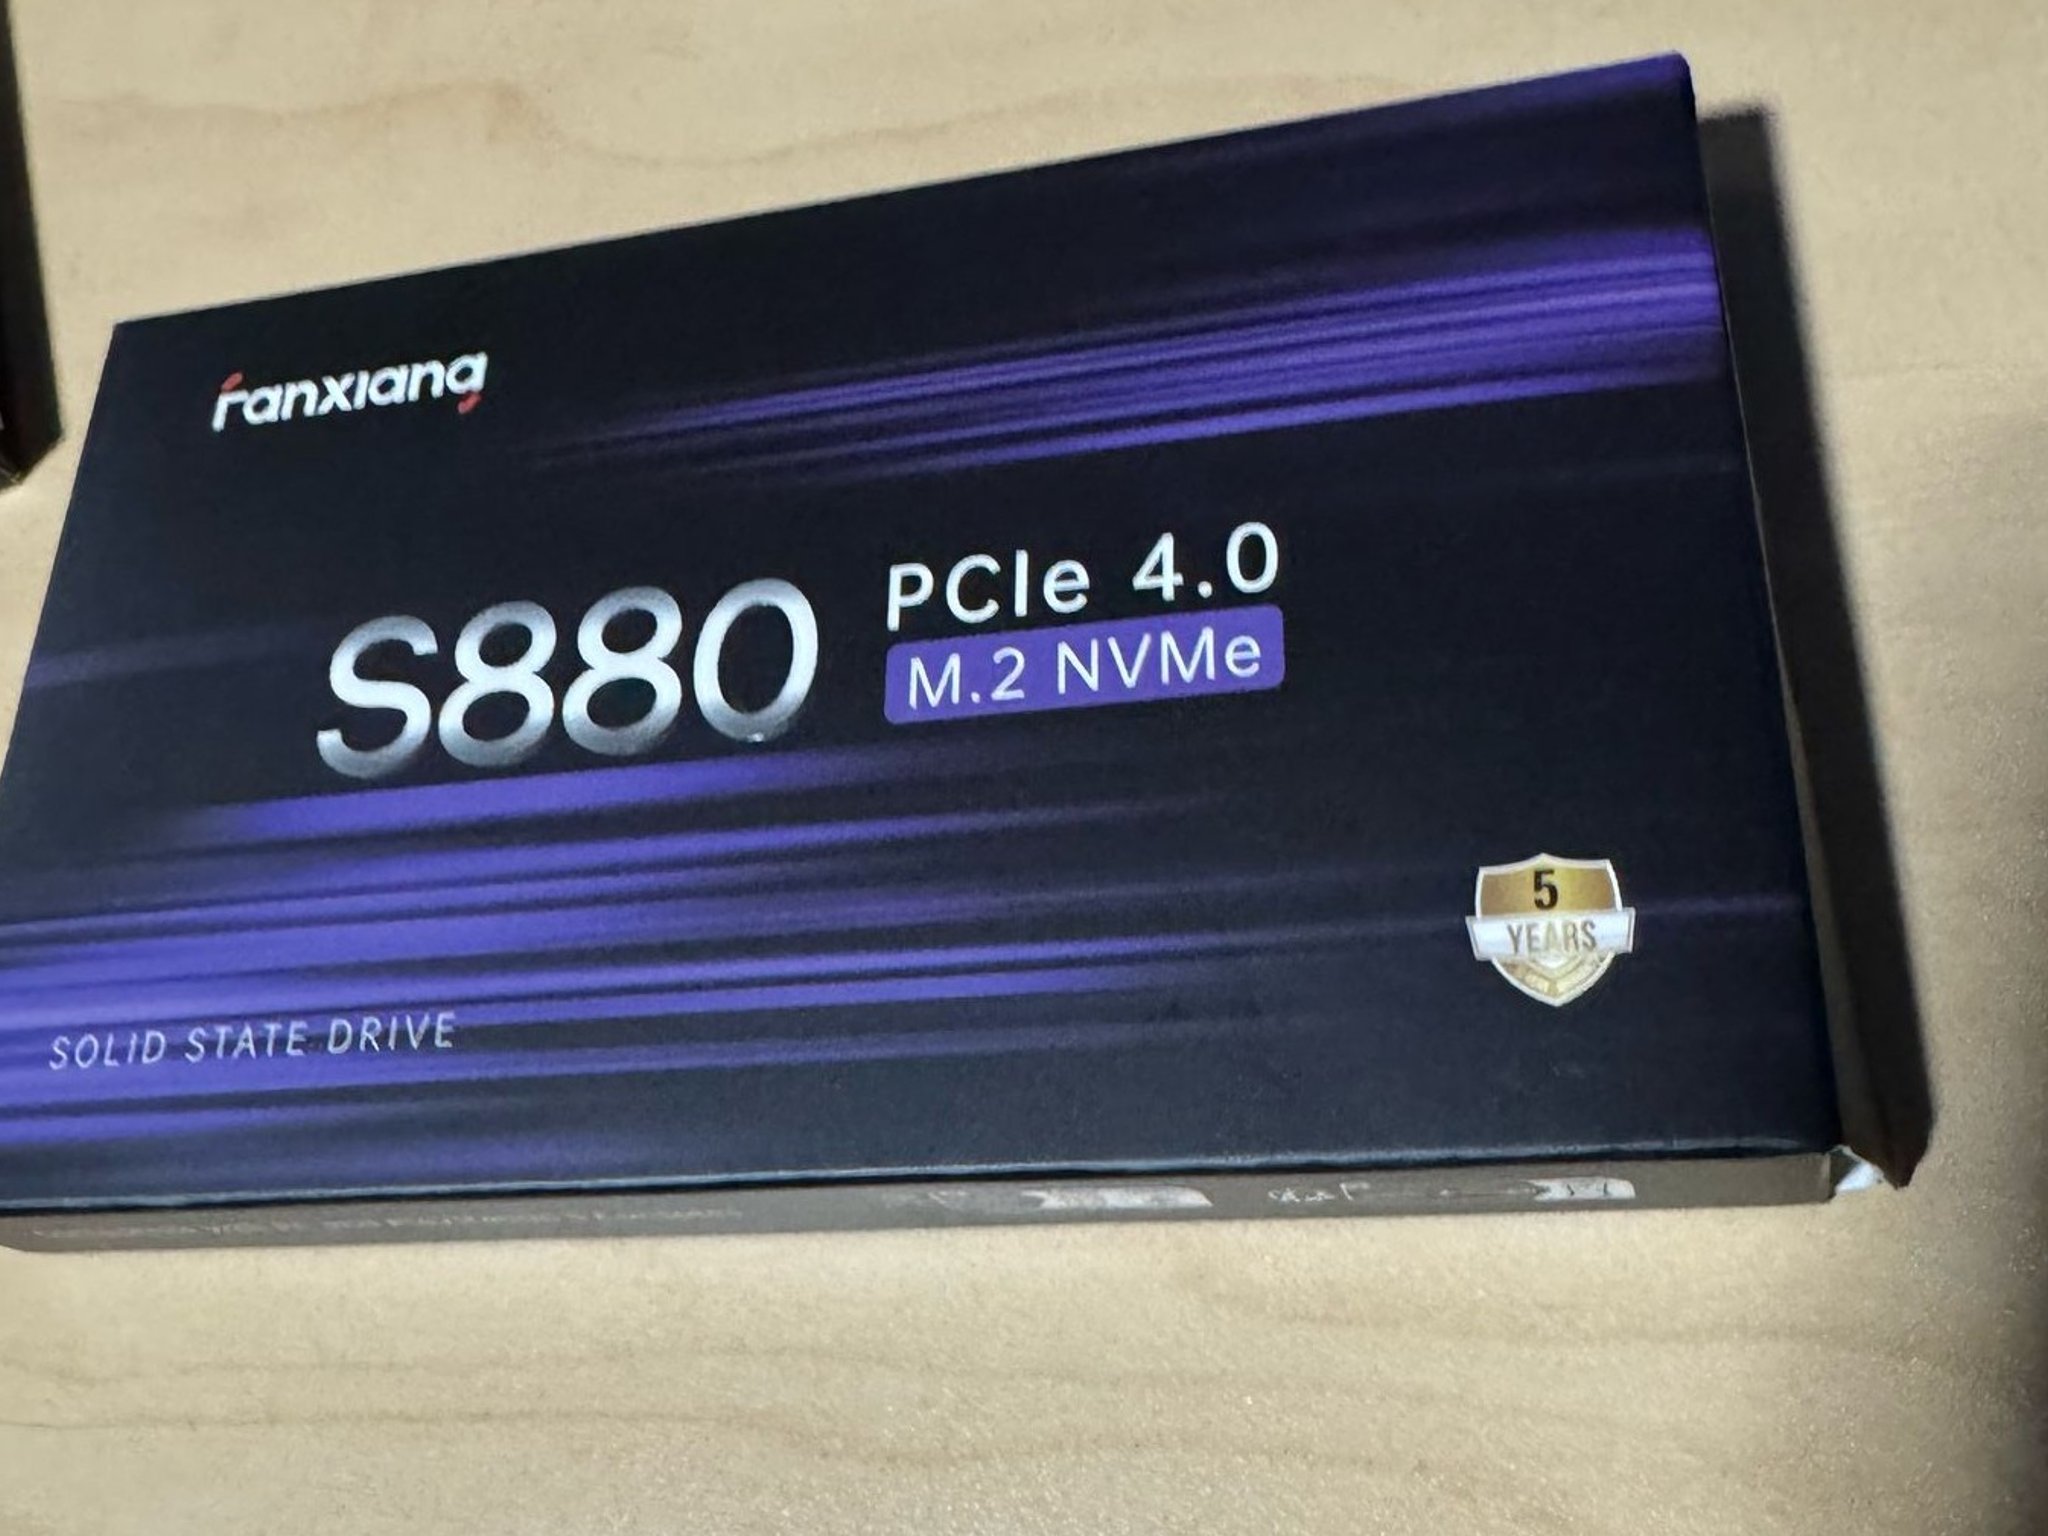 fanxiang
S880
PCIe 4.0
M.2 NVMe
5
YEARS
SOLID STATE DRIVE